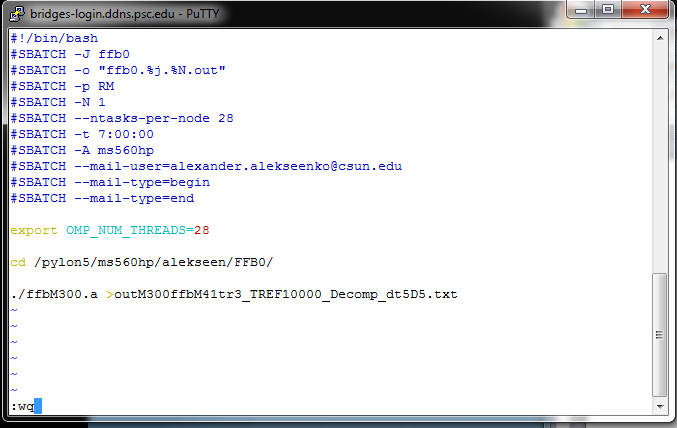 bridges-login.ddns.psc.edu - PuTTY
#!/bin/bash
#SBATCH -J ffb0
#SBATCH -o "ffb0.%j.%N.out"
#SBATCH -p RM
#SBATCH -N 1
#SBATCH --ntasks-per-node 28
#SBATCH -t 7:00:00
#SBATCH -A ms560hp
#SBATCH --mail-user=alexander.alekseenko@csun.edu
#SBATCH --mail-type=begin
#SBATCH --mail-type=end
export OMP_NUM_THREADS=28
cd /pylon5/ms560hp/alekseen/FFB0/
./ffbM300.a >outM300ffbM41tr3_TREF10000_Decomp_dt5D5.txt
~
~
~
~
~
~
:wq